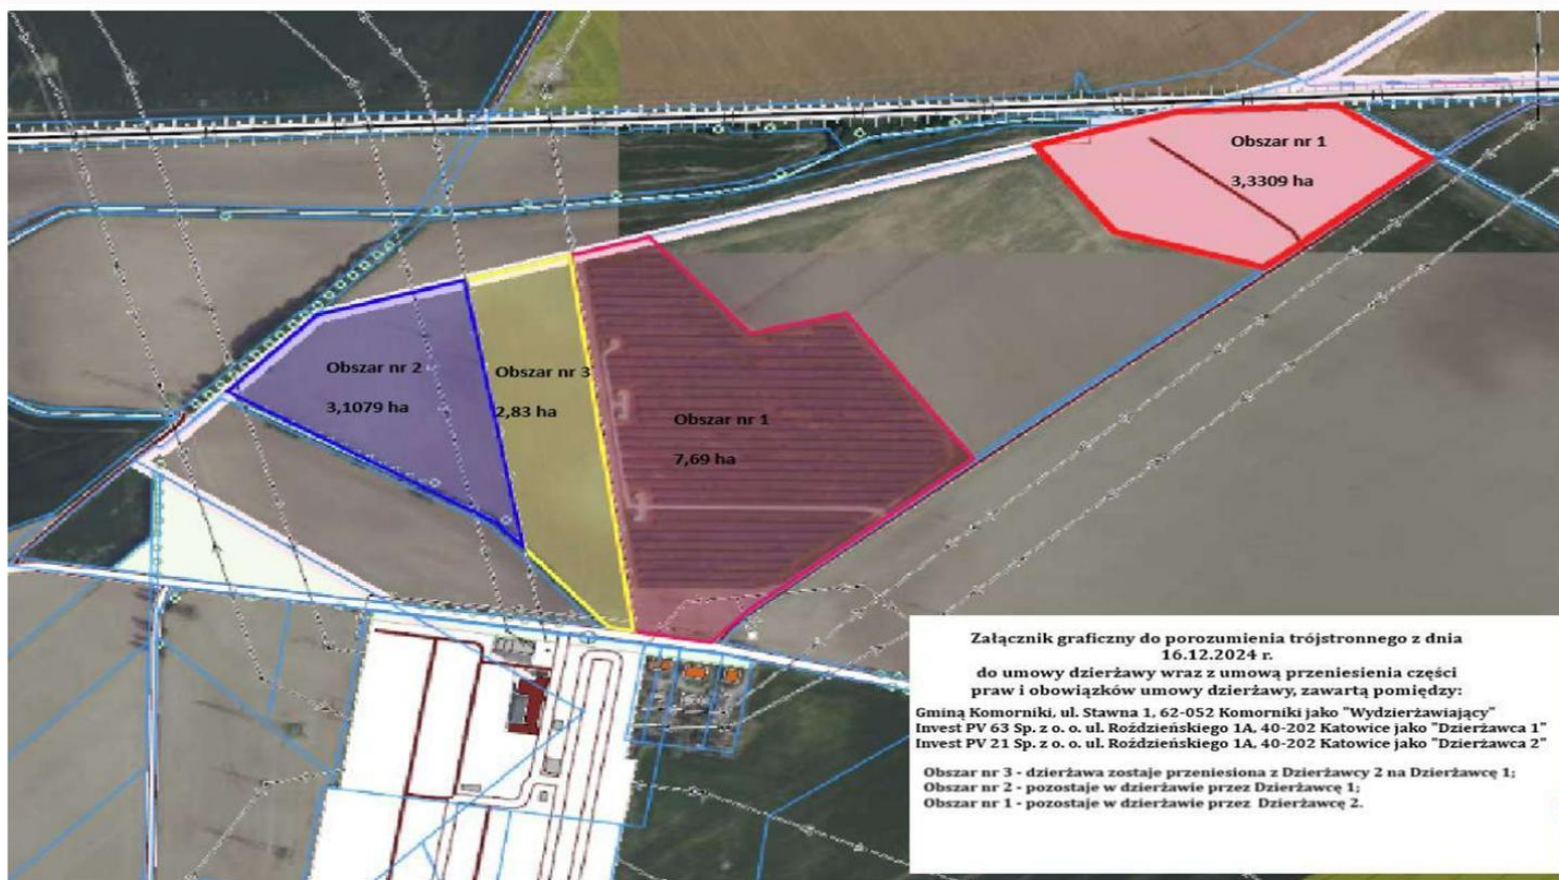 Obszar nr 1
3,3309 ha
Obszar nr 2
3,1079 ha
Obszar nr 3
2,83 ha
Obszar nr 1
7,69 ha
Załącznik graficzny do porozumienia trójstronnego z dnia
16.12.2024 r.
do umowy dzierżawy wraz z umową przeniesienia części
praw i obowiązków umowy dzierżawy, zawartą pomiędzy:
Gminą Komorniki, ul. Stawna 1, 62-052 Komorniki jako "Wydzierżawiający"
Invest PV 63 Sp. z o. o. ul. Roździeńskiego 1A, 40-202 Katowice jako "Dzierżawca 1"
Invest PV 21 Sp. z o. o. ul. Roździeńskiego 1A, 40-202 Katowice jako "Dzierżawca 2"
Obszar nr 3 - dzierżawa zostaje przeniesiona z Dzierżawcy 2 na Dzierżawcę 1;
Obszar nr 2 - pozostaje w dzierżawie przez Dzierżawcę 1;
Obszar nr 1 - pozostaje w dzierżawie przez Dzierżawcę 2.